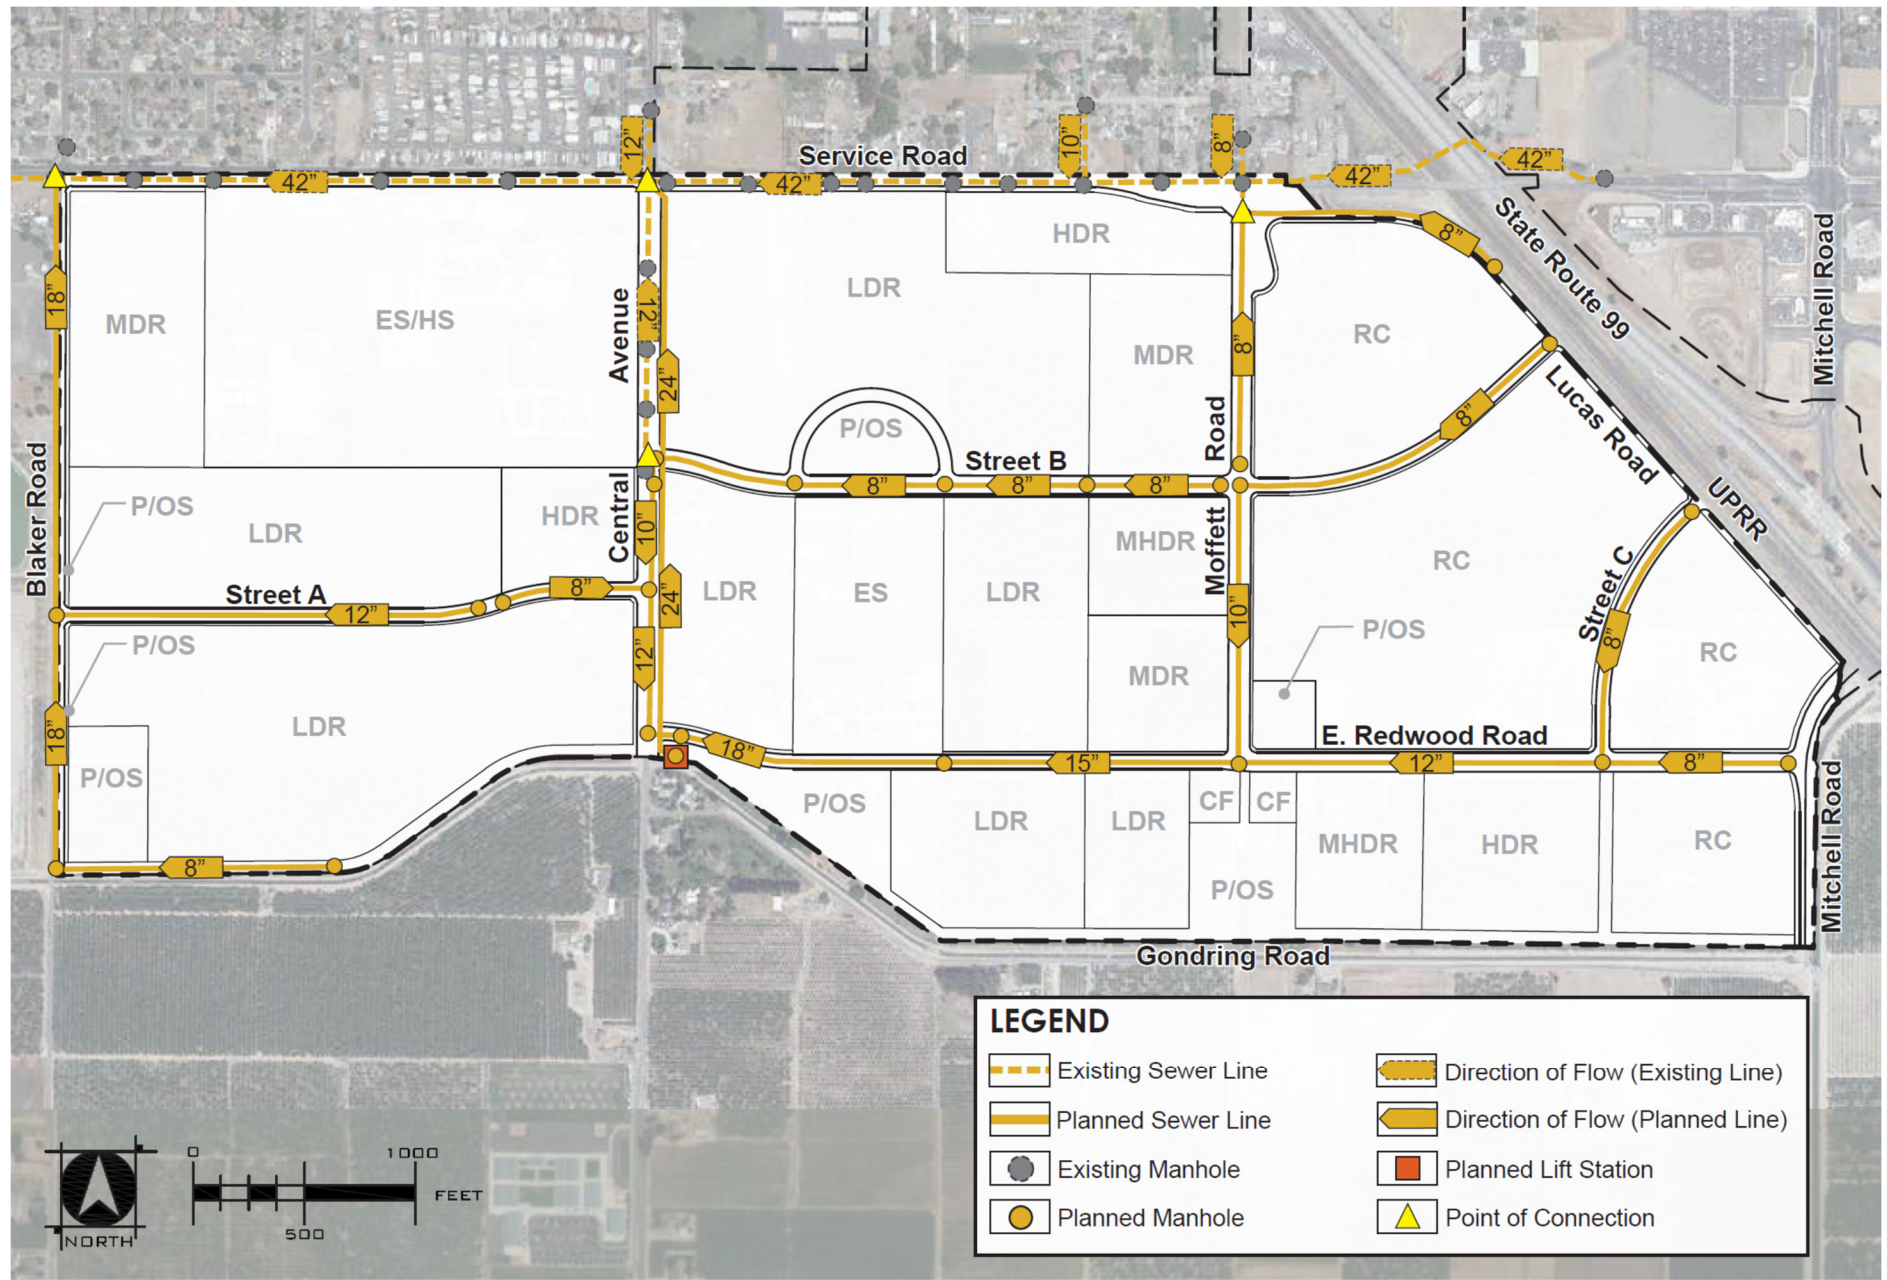 12”
10”
8”
Service Road
42”
42”
42”
42”
State Route 99
Mitchell Road
HDR
8”
LDR
18”
MDR
ES/HS
Avenue
12”
24”
8”
RC
MDR
Lucas Road
8”
P/OS
Road
Street B
8”
8”
8”
UPRR
Blaker Road
P/OS
LDR
HDR
Central
10”
MHDR
Moffett
RC
Street C
Street A
12”
8”
24”
LDR
ES
LDR
10”
P/OS
8”
RC
P/OS
12”
MDR
LDR
18”
18”
E. Redwood Road
15”
12”
8”
P/OS
P/OS
LDR
LDR
CF
CF
MHDR
HDR
RC
Mitchell Road
8”
P/OS
Gondring Road
LEGEND
Existing Sewer Line
Direction of Flow (Existing Line)
Planned Sewer Line
Direction of Flow (Planned Line)
Existing Manhole
Planned Lift Station
Planned Manhole
Point of Connection
0
1000
FEET
500
NORTH